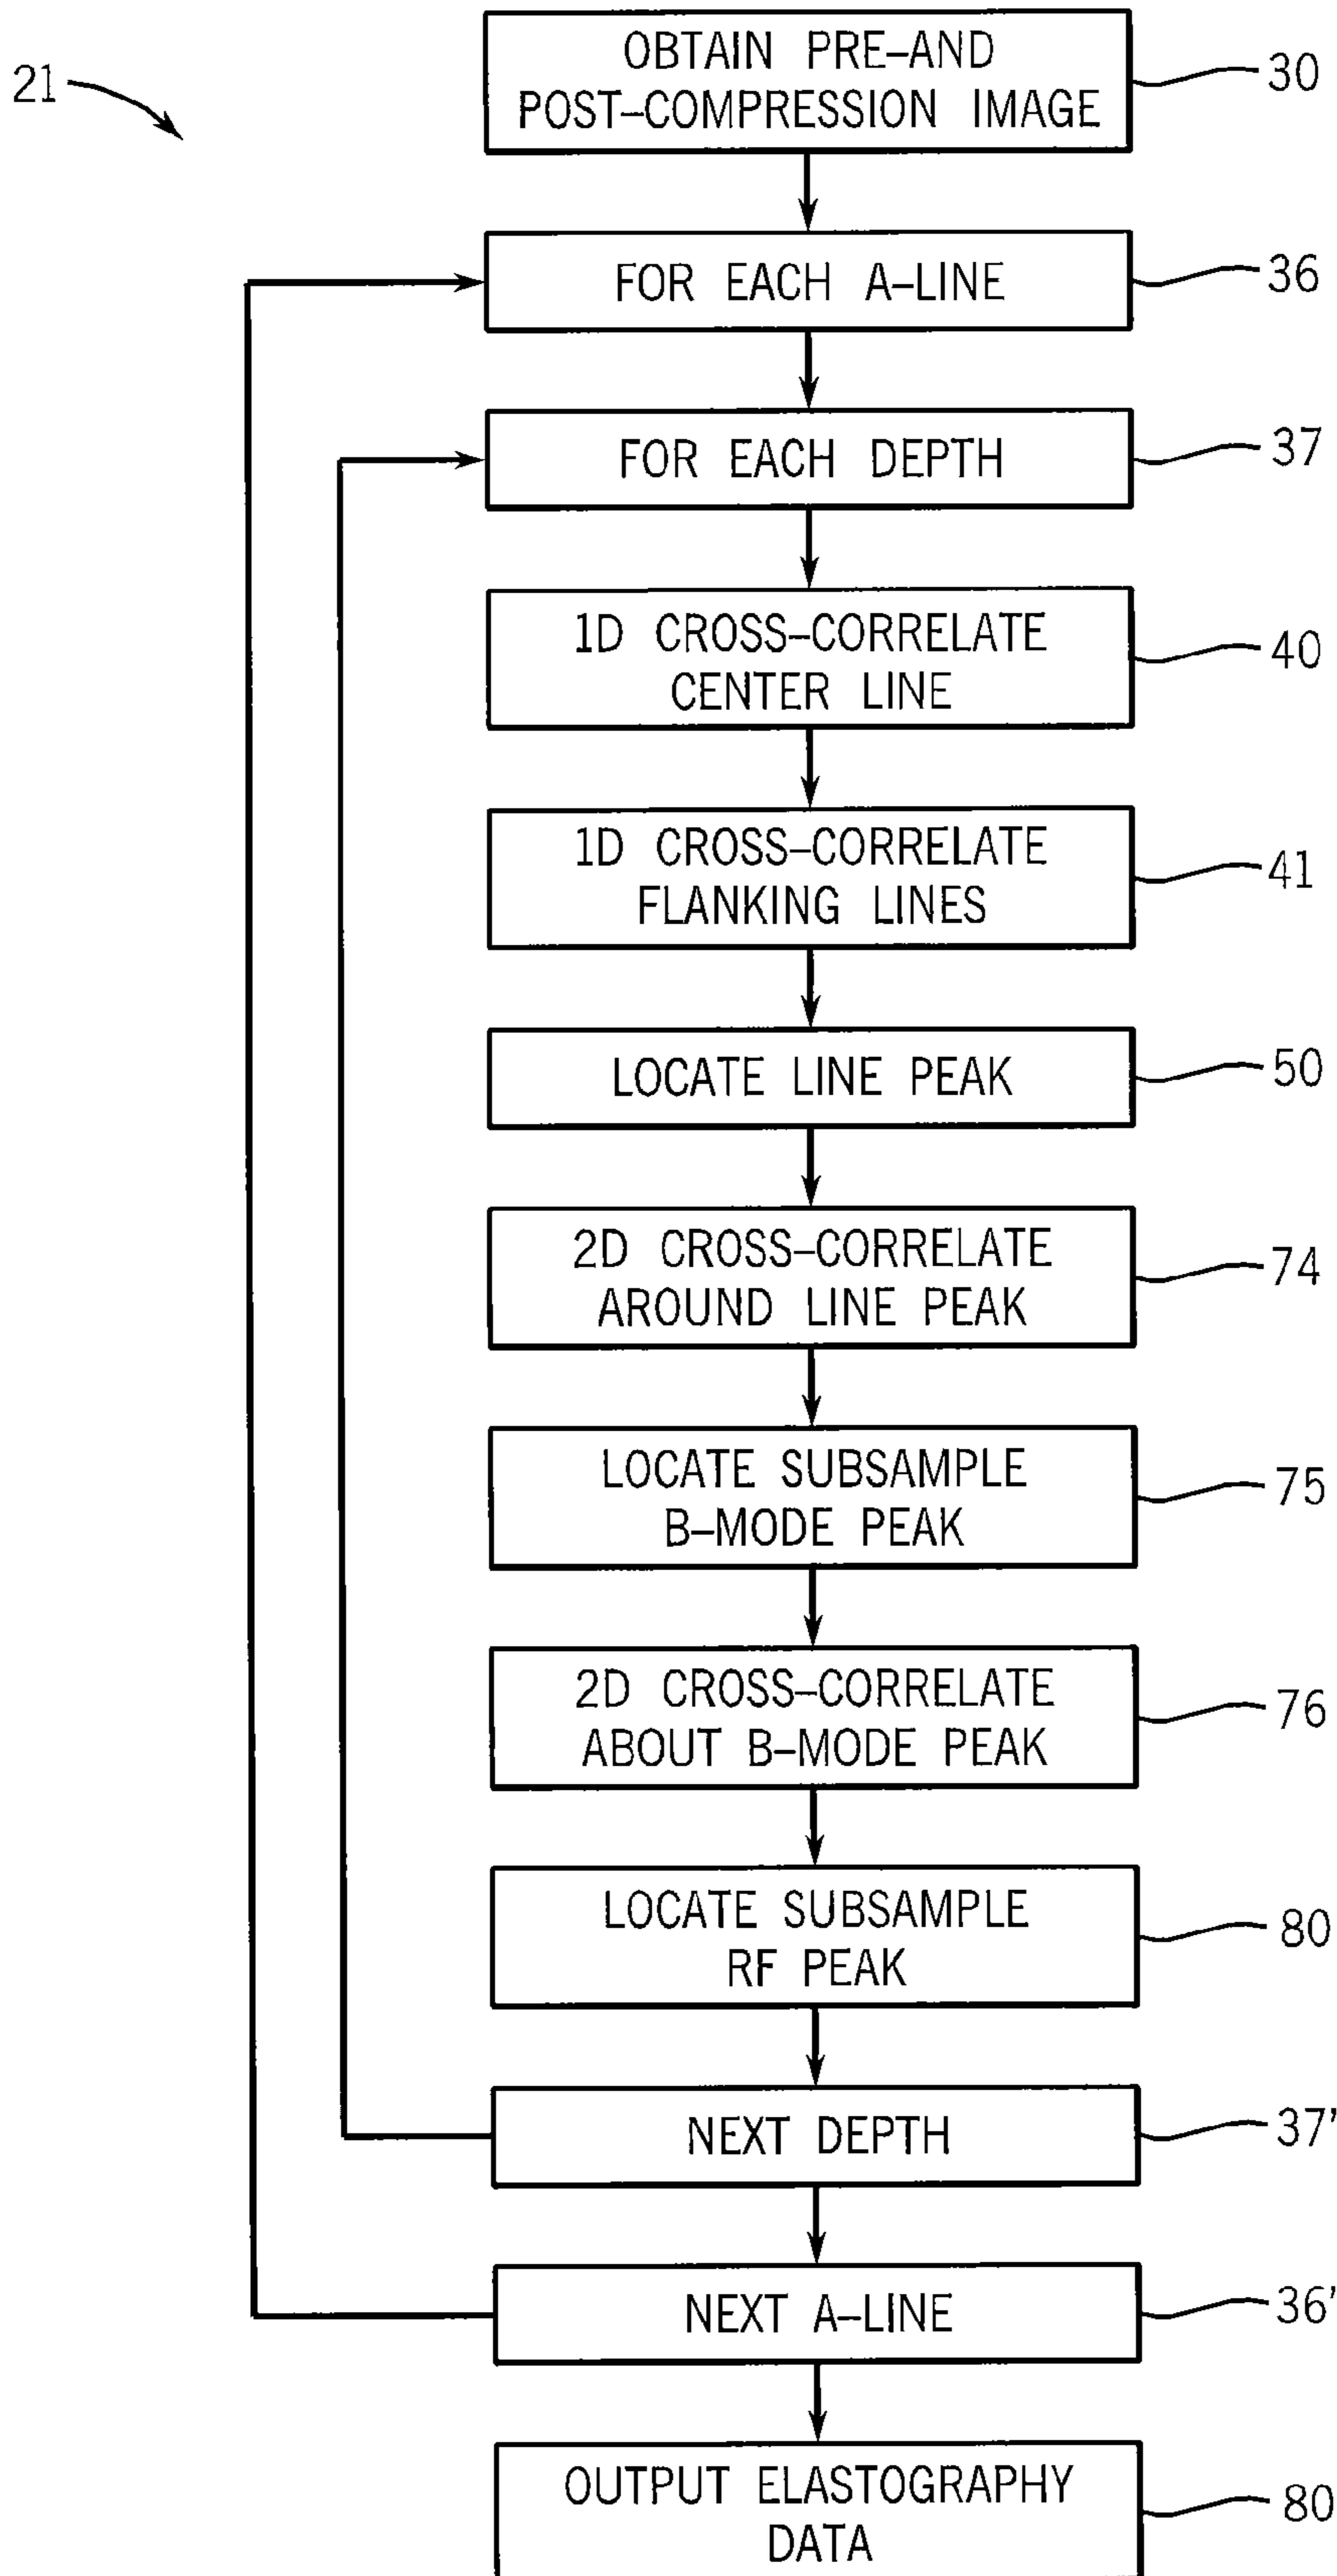 21
OBTAIN PRE–AND
POST–COMPRESSION IMAGE
30
FOR EACH A–LINE
36
FOR EACH DEPTH
37
1D CROSS–CORRELATE
CENTER LINE
40
1D CROSS–CORRELATE
FLANKING LINES
41
LOCATE LINE PEAK
50
2D CROSS–CORRELATE
AROUND LINE PEAK
74
LOCATE SUBSAMPLE
B–MODE PEAK
75
2D CROSS–CORRELATE
ABOUT B–MODE PEAK
76
LOCATE SUBSAMPLE
RF PEAK
80
NEXT DEPTH
37'
NEXT A–LINE
36'
OUTPUT ELASTOGRAPHY
DATA
80